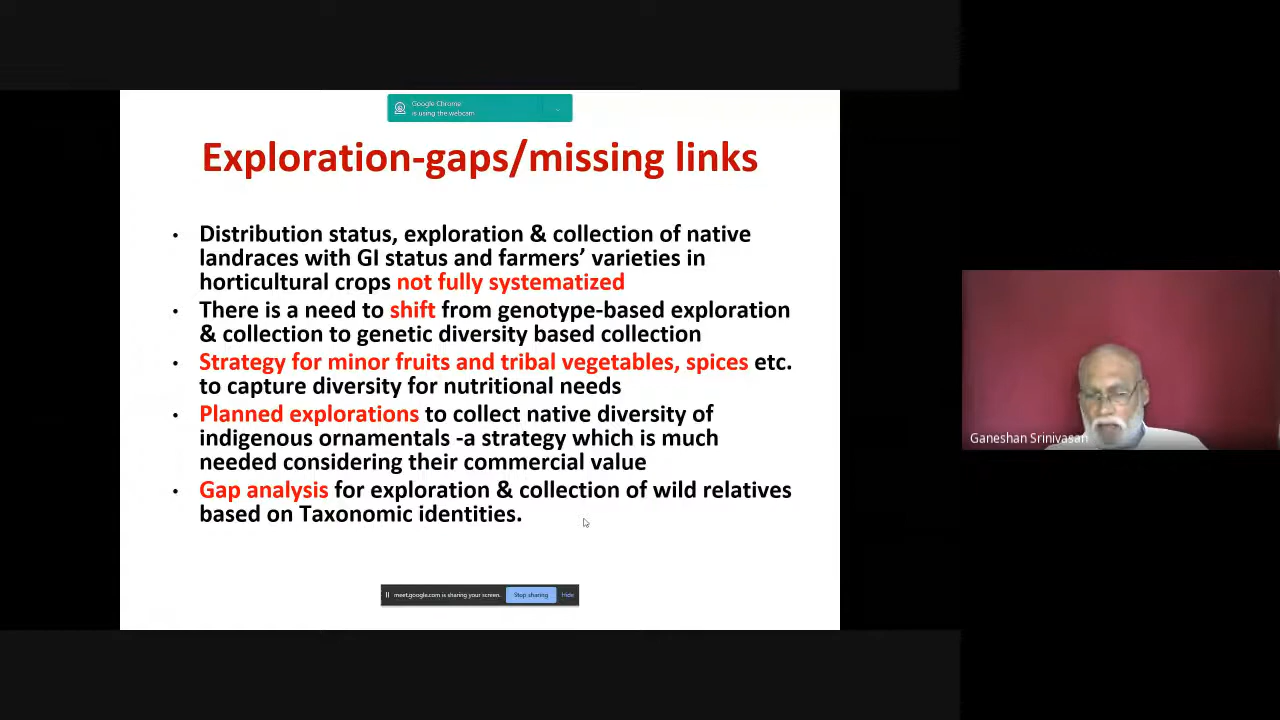 Google Chrome
is using the webcam
Exploration-gaps/missing links
• Distribution status, exploration & collection of native
landraces with GI status and farmers’ varieties in
horticultural crops not fully systematized
• There is a need to shift from genotype-based exploration
& collection to genetic diversity based collection
• Strategy for minor fruits and tribal vegetables, spices etc.
to capture diversity for nutritional needs
• Planned explorations to collect native diversity of
indigenous ornamentals -a strategy which is much
needed considering their commercial value
• Gap analysis for exploration & collection of wild relatives
based on Taxonomic identities.
meet.google.com is sharing your screen. Stop sharing Hide
Ganeshan Srinivasan